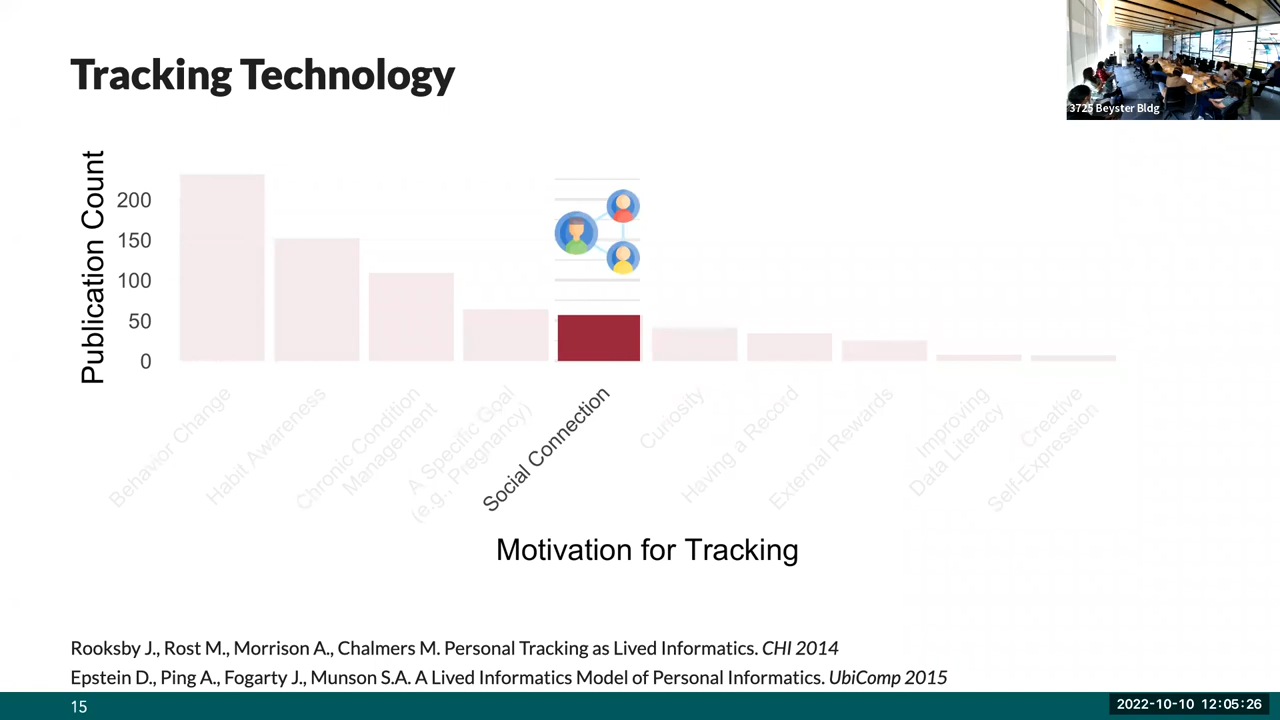 Tracking Technology
3725 Beyster Bldg
Publication Count
200
150
100
50
0
Behavior Change
Habit Awareness
Chronic Condition
Management
A Specific Goal
(e.g., Pregnancy)
Social Connection
Curiosity
Having a Record
External Rewards
Improving
Data Literacy
Creative
Self-Expression
Motivation for Tracking
Rooksby J., Rost M., Morrison A., Chalmers M. Personal Tracking as Lived Informatics. CHI 2014
Epstein D., Ping A., Fogarty J., Munson S.A. A Lived Informatics Model of Personal Informatics. UbiComp 2015
15
2022-10-10 12:05:26